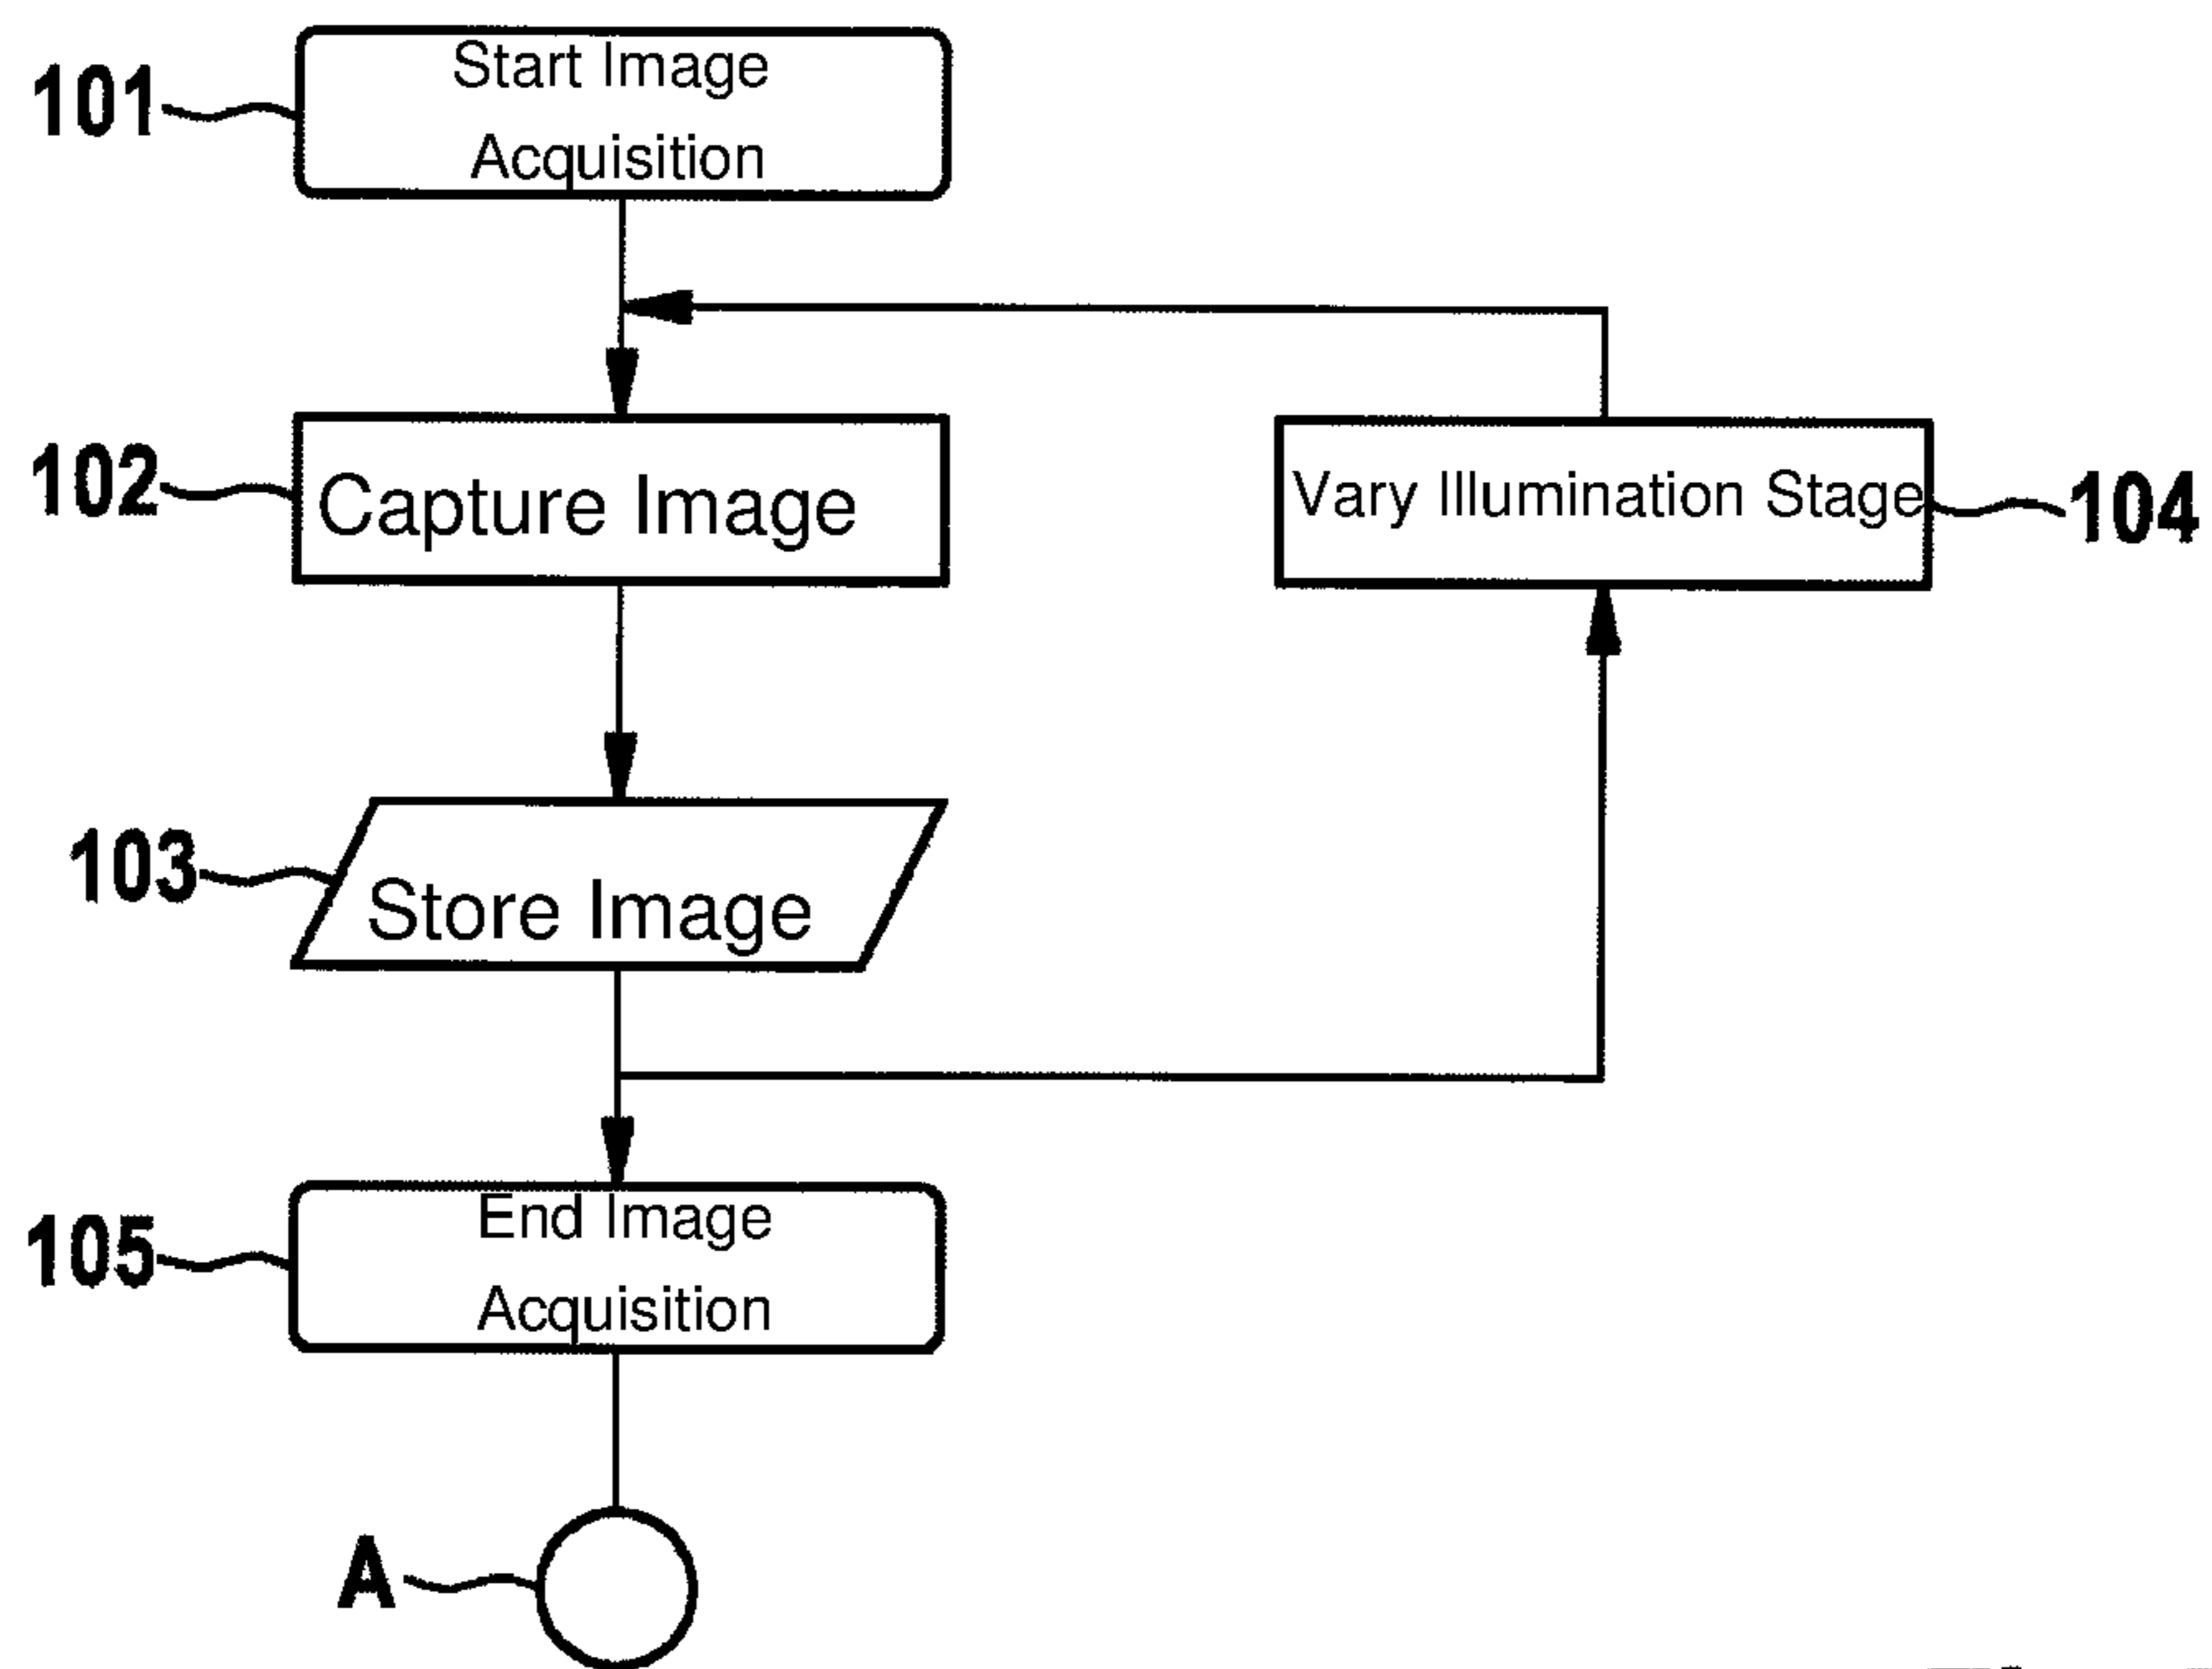 101
Start Image
Acquisition
102
Capture Image
Vary Illumination Stage
104
103
Store Image
105
End Image
Acquisition
A